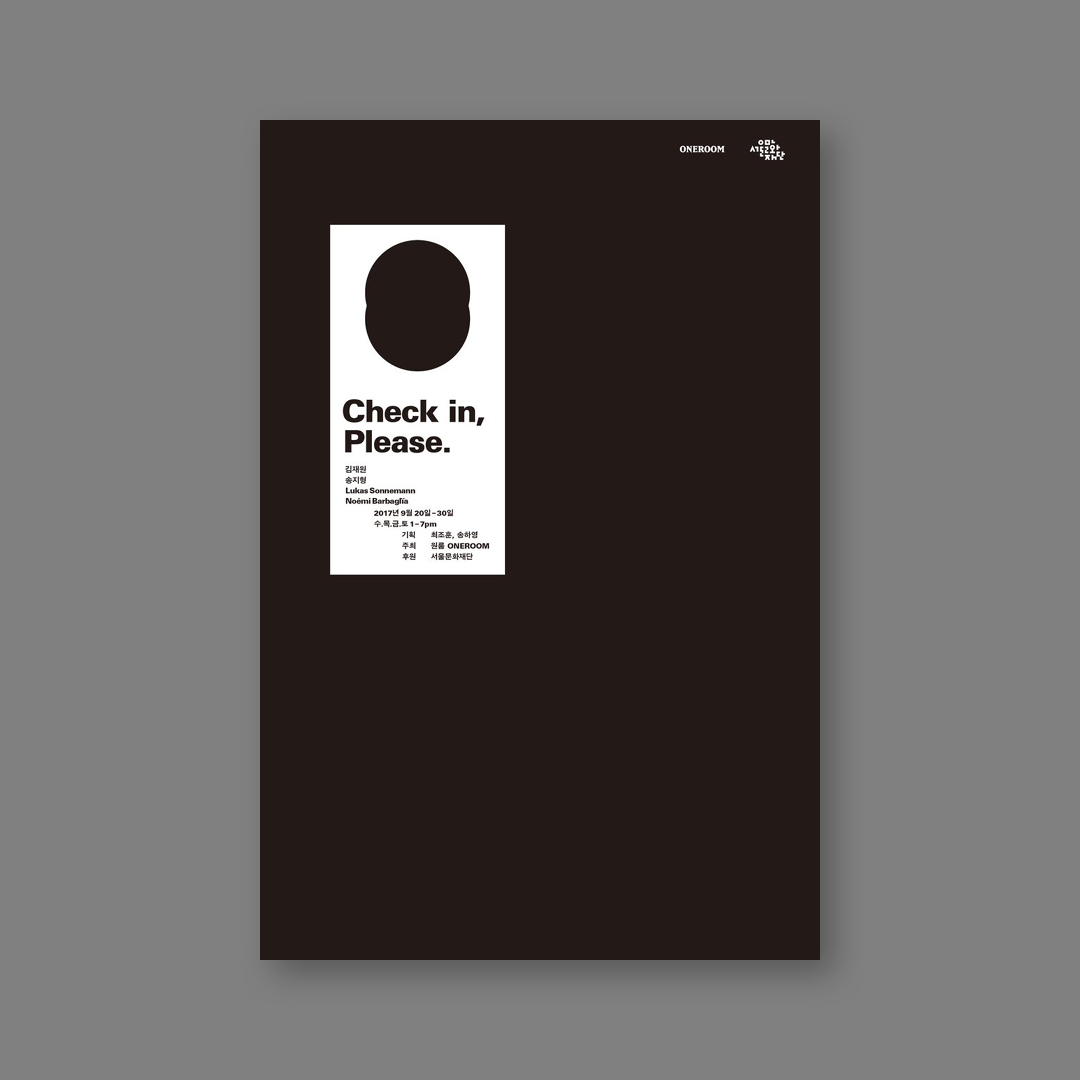 ONEROOM
서울문화재단
Check in,
Please.
김재원
송지형
Lukas Sonnemann
Noémi Barbaglia
2017년 9월 20일–30일
수.목.금.토 1–7pm
기획 최조훈, 송하영
주최 원룸 ONEROOM
후원 서울문화재단